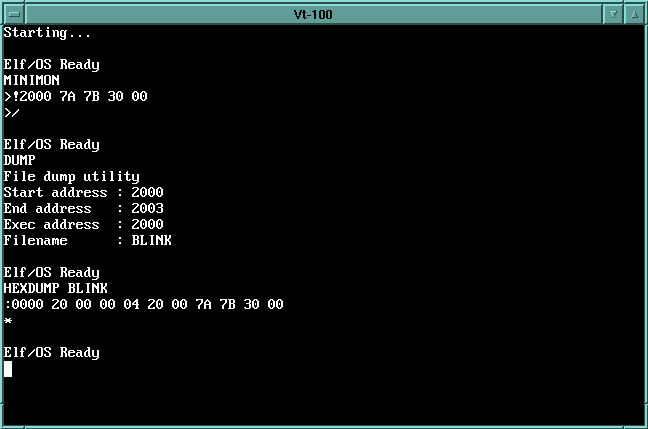 Vt-100
Starting...
Elf/OS Ready
MINIMON
>!2000 7A 7B 30 00
>/
Elf/OS Ready
DUMP
File dump utility
Start address : 2000
End address   : 2003
Exec address  : 2000
Filename      : BLINK
Elf/OS Ready
HEXDUMP BLINK
:0000 20 00 00 04 20 00 7A 7B 30 00
*
Elf/OS Ready